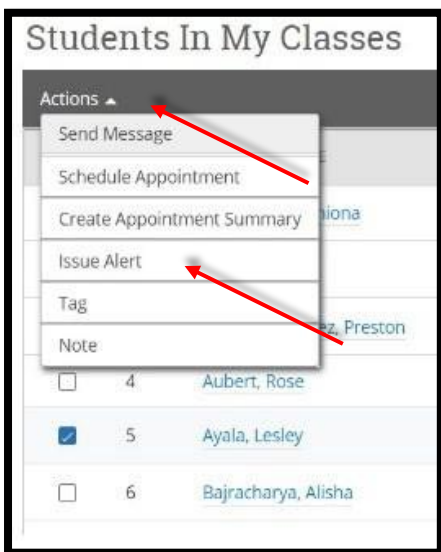 Students In My Classes
Actions
Send Message
Schedule Appointment
Create Appointment Summary
Issue Alert
Tag
Note
Preston
4 Aubert, Rose
5 Ayala, Lesley
6 Bajracharya, Alisha